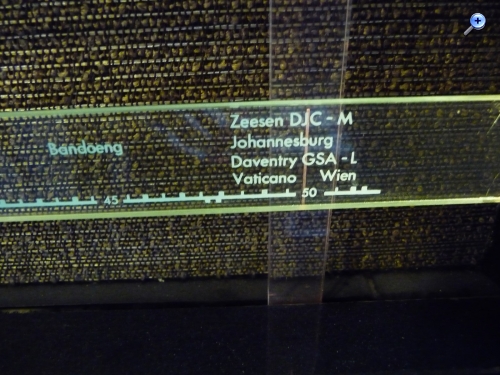 Zeesen DJC - M
Bandoeng Johannesburg
Daventry GSA - L
Vaticano Wien
45 50